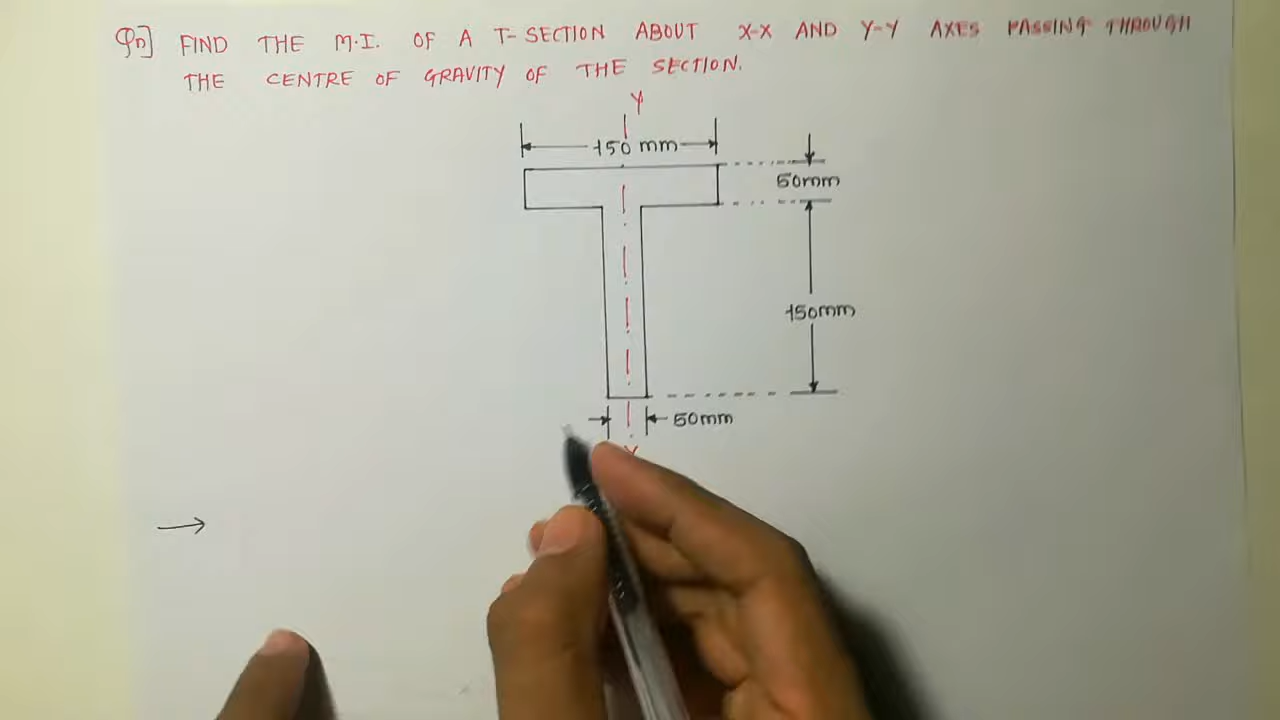 Qn] FIND THE M.I. OF A T-SECTION ABOUT X-X AND Y-Y AXES PASSING THROUGH
THE CENTRE OF GRAVITY OF THE SECTION.
Y
150 mm
50mm
150mm
50mm
Y